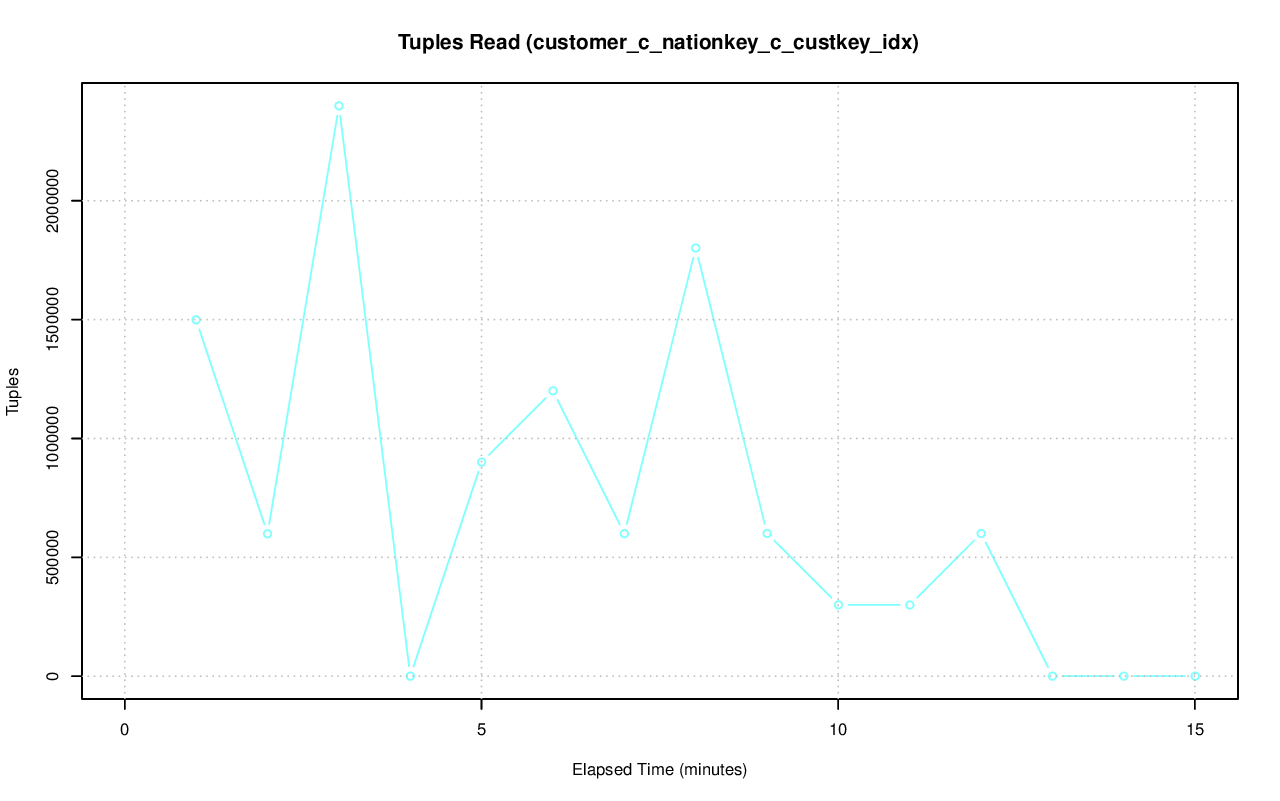 Tuples Read (customer_c_nationkey_c_custkey_idx)
Tuples
2000000
1500000
1000000
500000
0
0 5 10 15
Elapsed Time (minutes)